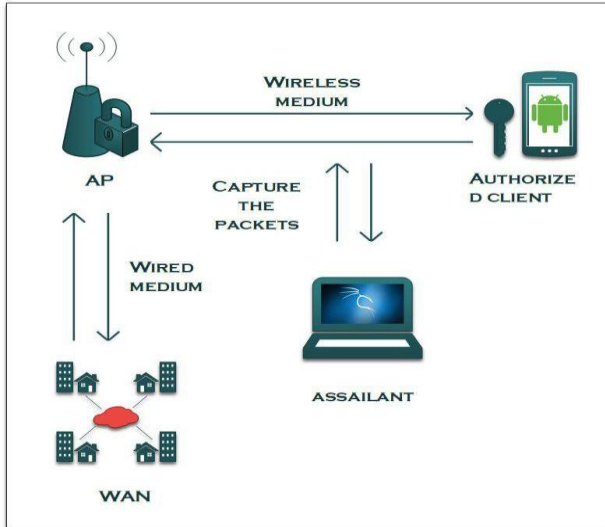 WIRELESS
MEDIUM
AP
AUTHORIZE
D CLIENT
CAPTURE
THE
PACKETS
WIRED
MEDIUM
ASSAILANT
WAN